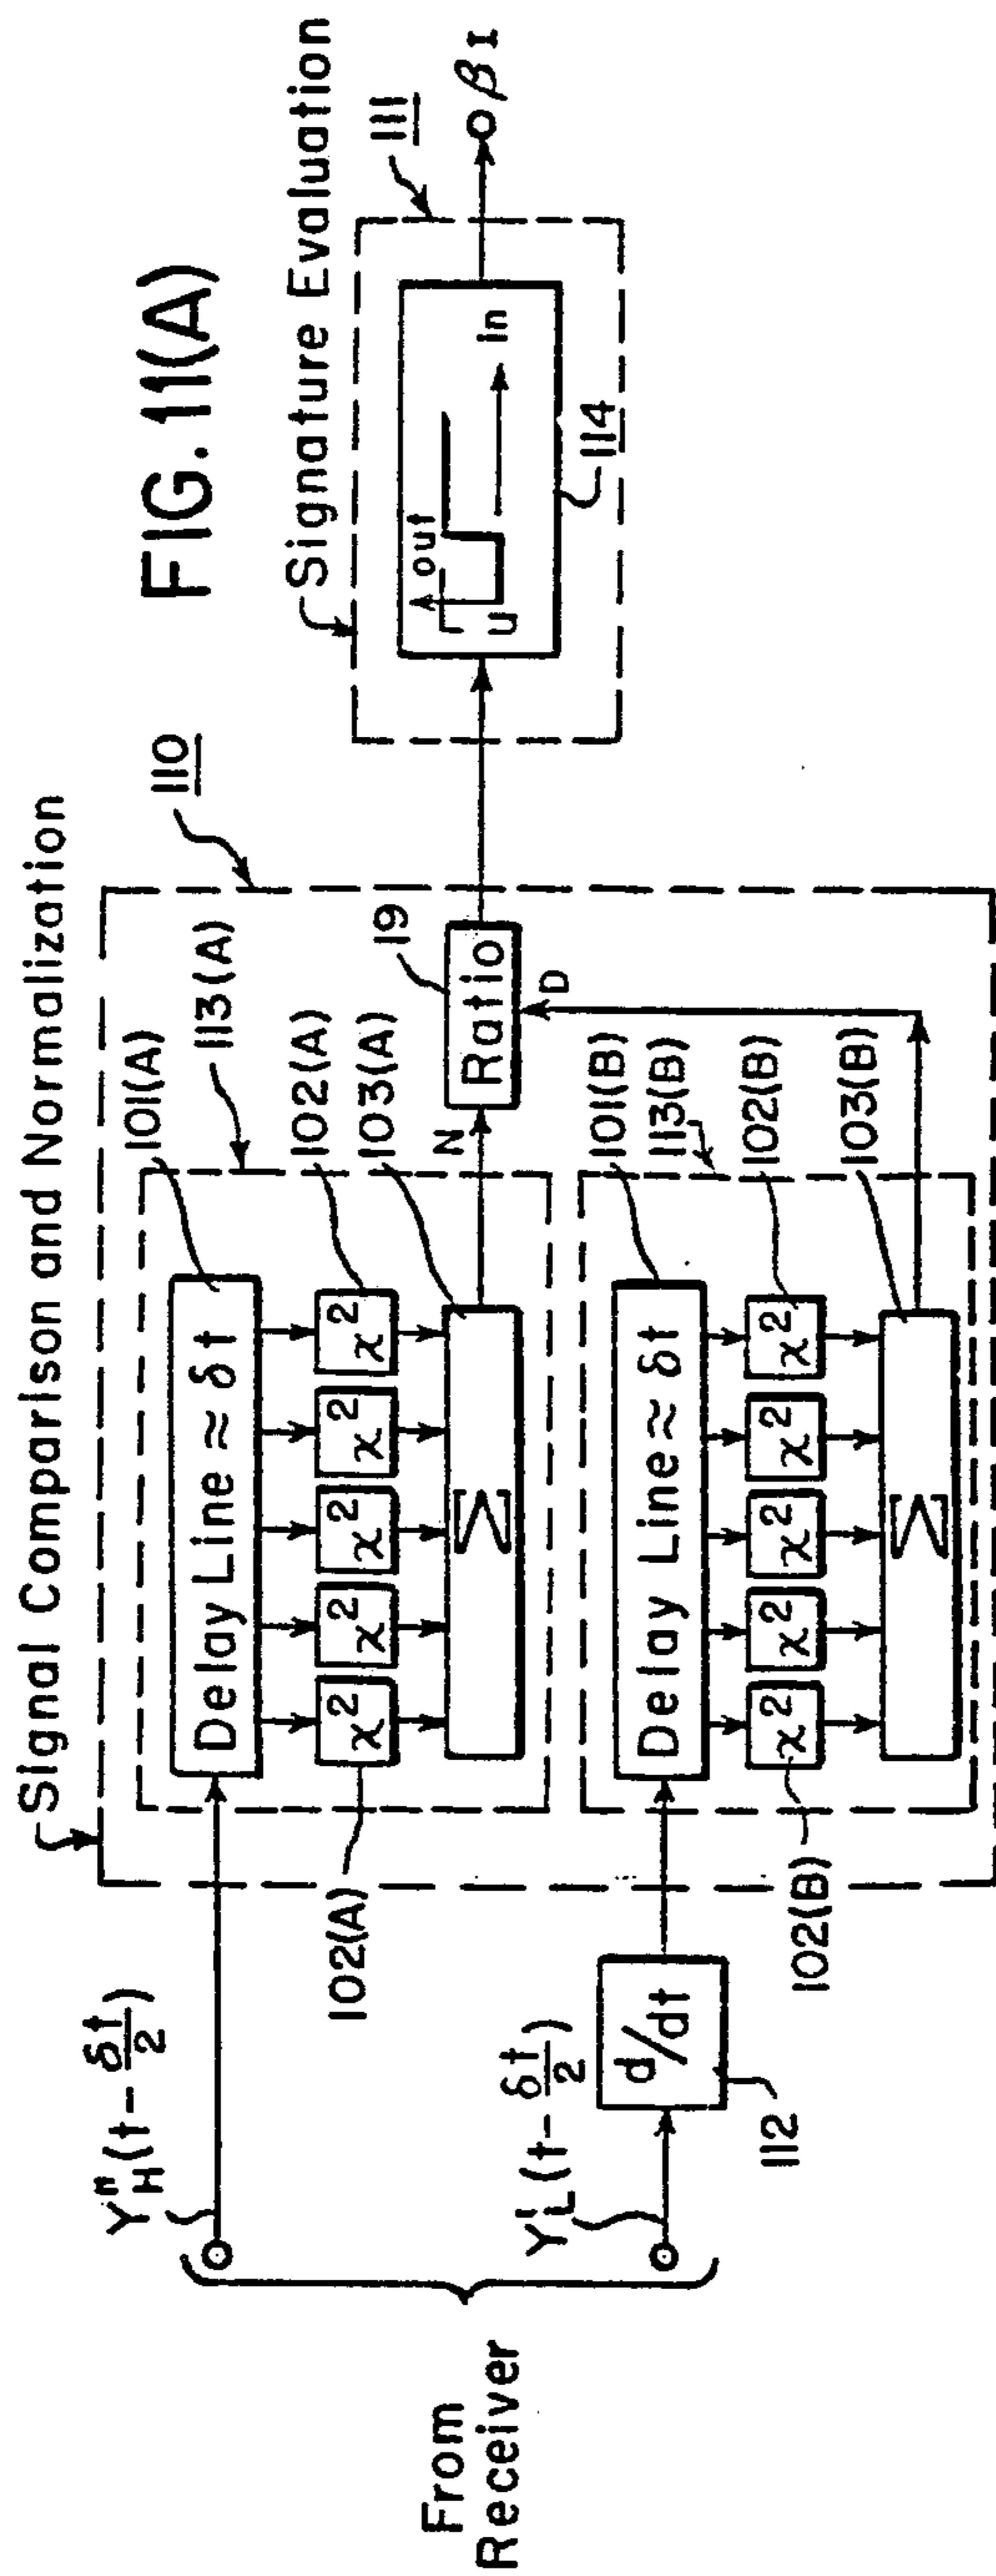 FIG. 11(A)
Signal Comparison and Normalization
110
Signature Evaluation
111
From
Receiver
Y"H(t - δt/2)
Y'L(t - δt/2)
d/dt
112
113(A)
101(A)
Delay Line ≈ δt
102(A)
χ² χ² χ² χ² χ²
102(A)
103(A)
Σ
N
19
Ratio
D
101(B)
113(B)
Delay Line ≈ δt
102(B)
χ² χ² χ² χ² χ²
102(B)
103(B)
Σ
out
in
U
114
βI